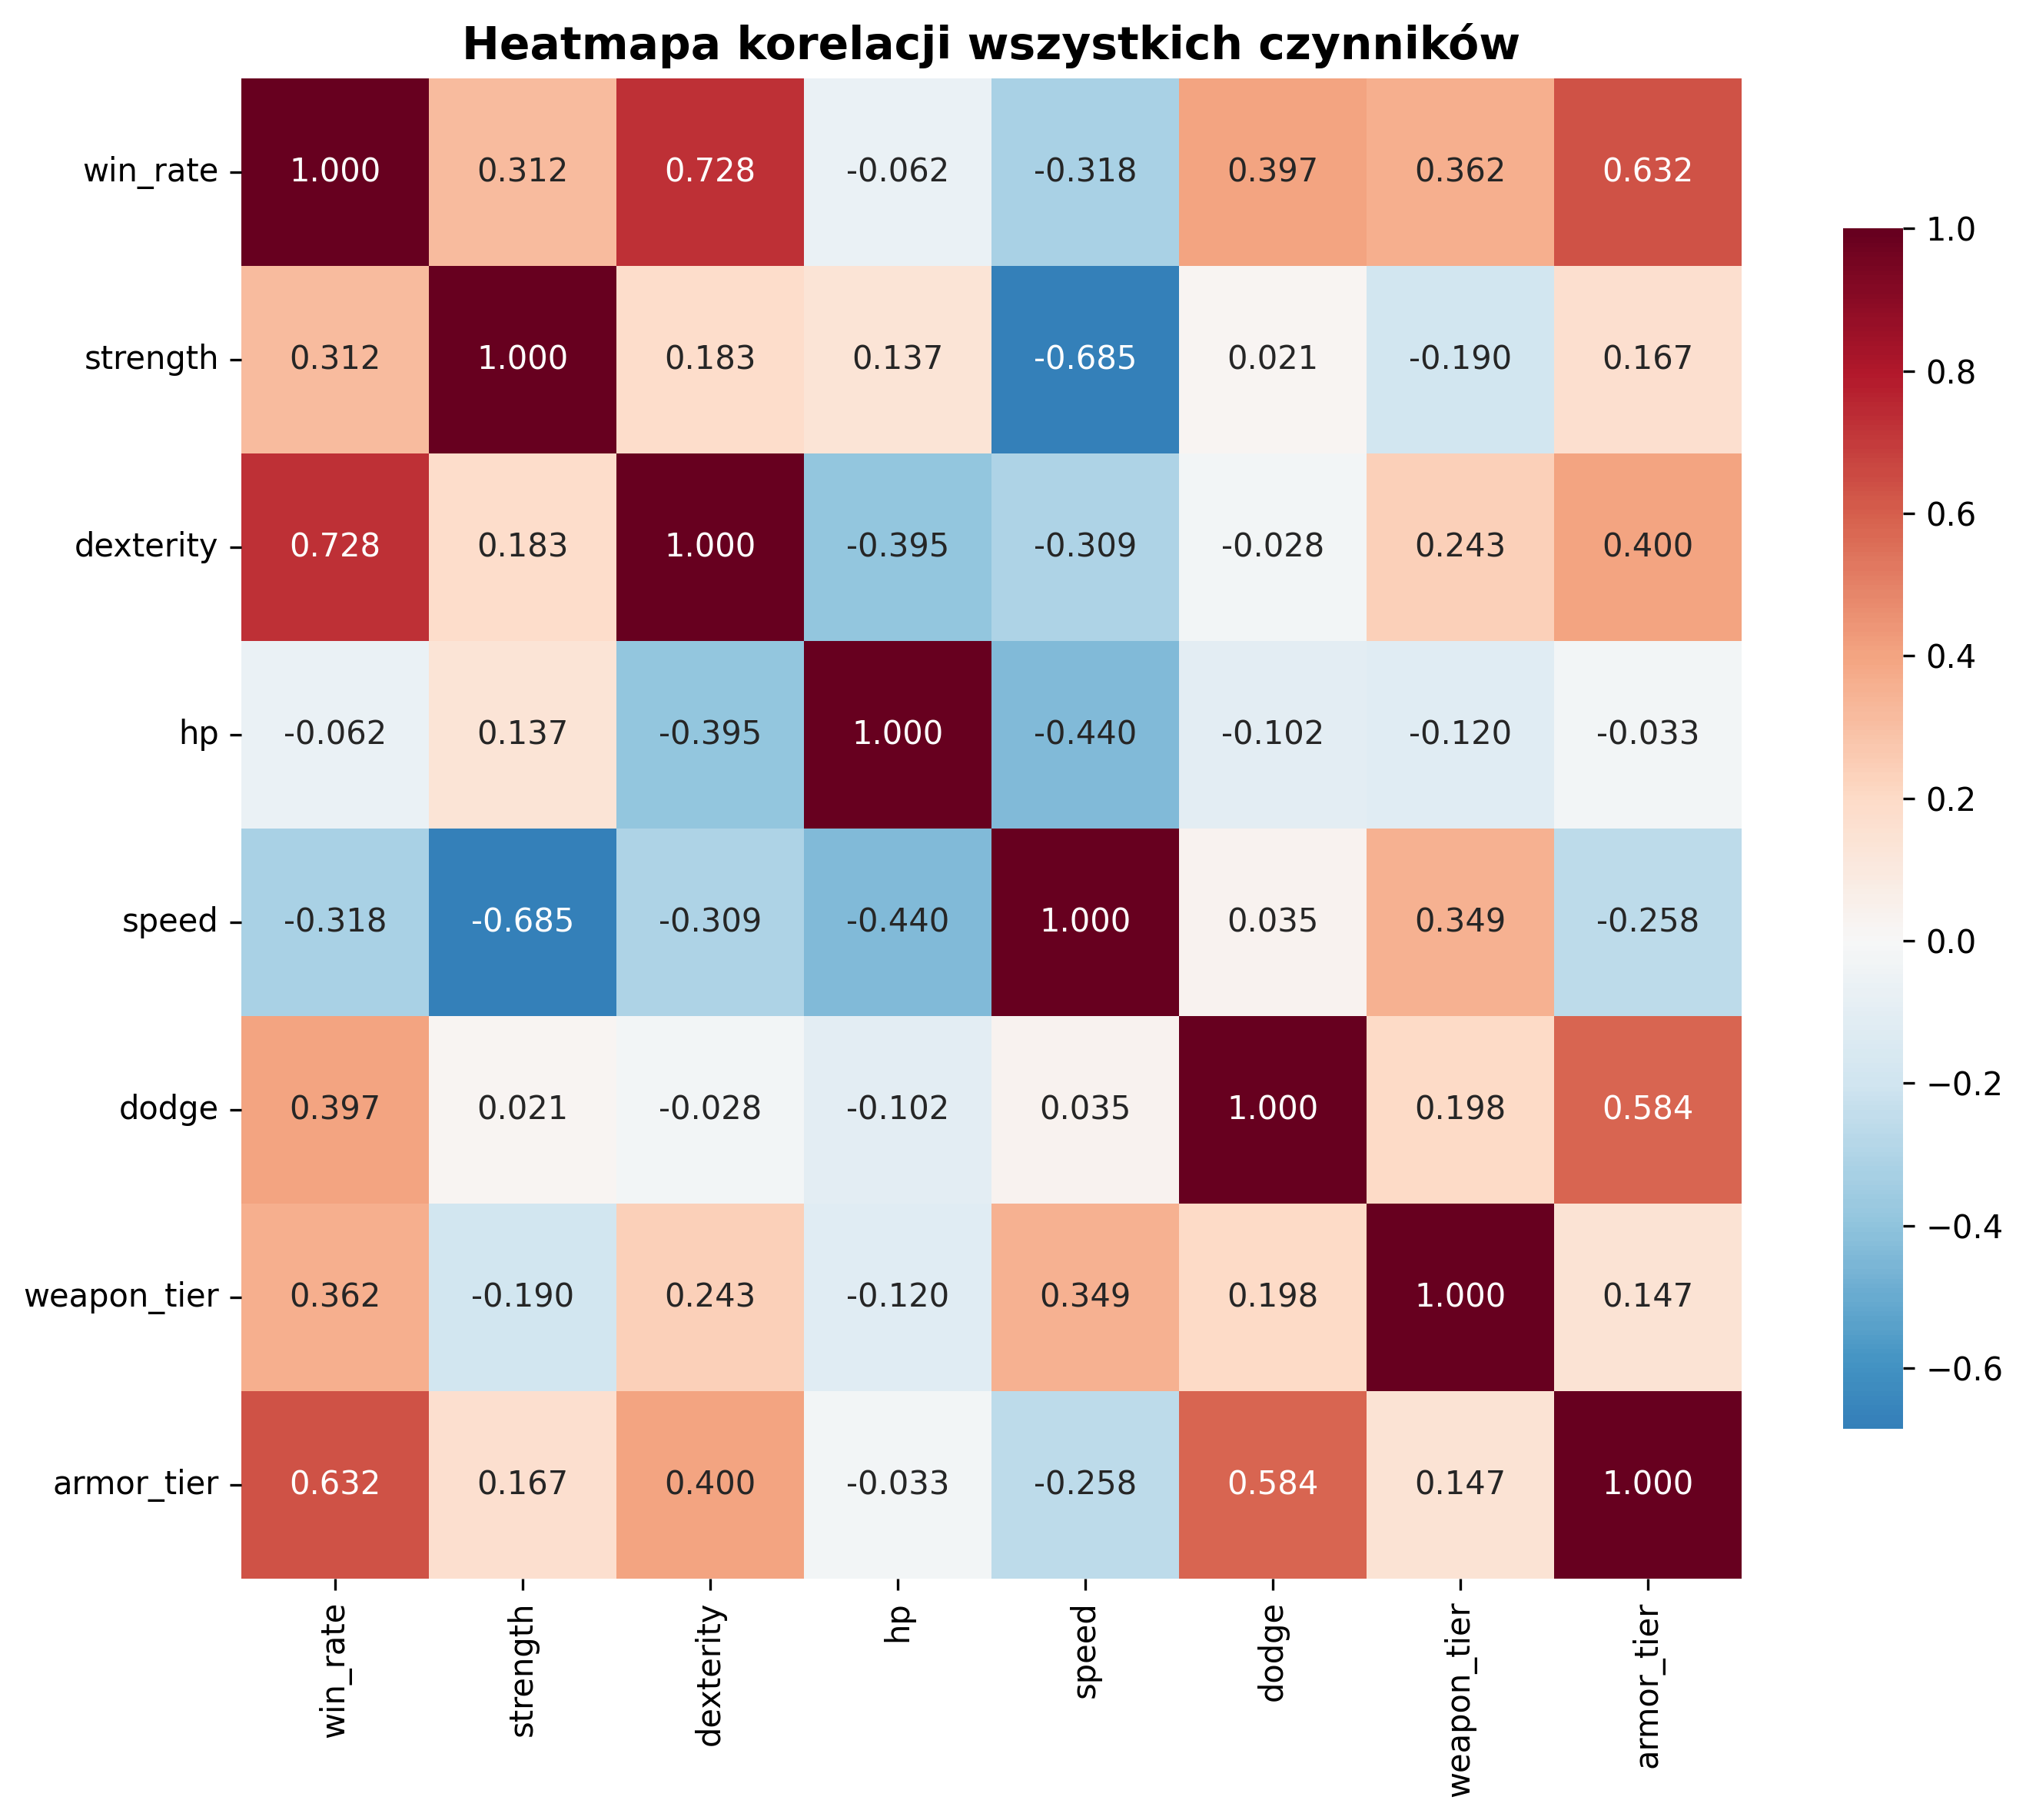 Heatmapa korelacji wszystkich czynników
win_rate 1.000 0.312 0.728 -0.062 -0.318 0.397 0.362 0.632
strength 0.312 1.000 0.183 0.137 -0.685 0.021 -0.190 0.167
dexterity 0.728 0.183 1.000 -0.395 -0.309 -0.028 0.243 0.400
hp -0.062 0.137 -0.395 1.000 -0.440 -0.102 -0.120 -0.033
speed -0.318 -0.685 -0.309 -0.440 1.000 0.035 0.349 -0.258
dodge 0.397 0.021 -0.028 -0.102 0.035 1.000 0.198 0.584
weapon_tier 0.362 -0.190 0.243 -0.120 0.349 0.198 1.000 0.147
armor_tier 0.632 0.167 0.400 -0.033 -0.258 0.584 0.147 1.000
win_rate strength dexterity hp speed dodge weapon_tier armor_tier
1.0
0.8
0.6
0.4
0.2
0.0
−0.2
−0.4
−0.6